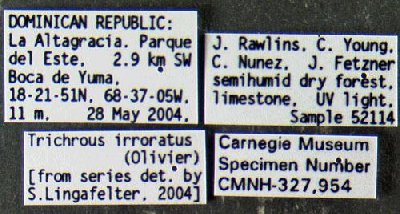 DOMINICAN REPUBLIC:
La Altagracia. Parque
del Este. 2.9 km SW
Boca de Yuma.
18-21-51N, 68-37-05W.
11 m, 28 May 2004.
J. Rawlins. C. Young.
C. Nunez. J. Fetzner
semihumid dry forest,
limestone. UV light.
Sample 52114
Trichrous irroratus
(Olivier)
[from series det. by
S.Lingafelter, 2004]
Carnegie Museum
Specimen Number
CMNH-327,954